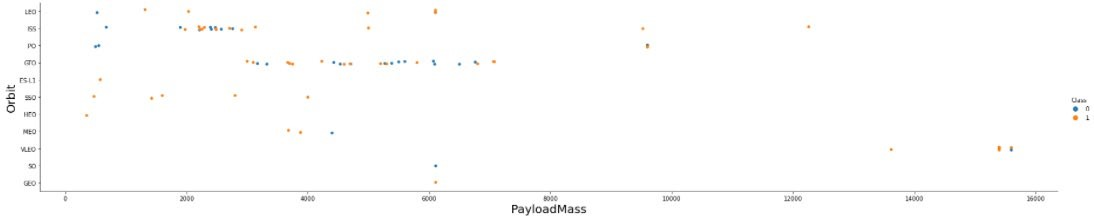 LEO
ISS
PO
GTO
ES-L1
SSO
HEO
MEO
VLEO
SO
GEO
Orbit
0 2000 4000 6000 8000 10000 12000 14000 16000
PayloadMass
Class
0
1